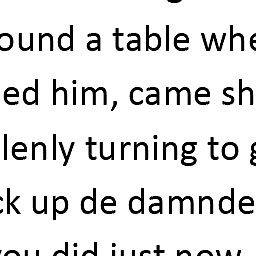 ound a table whe
ed him, came sh
lenly turning to g
ck up de damnde
you did just now